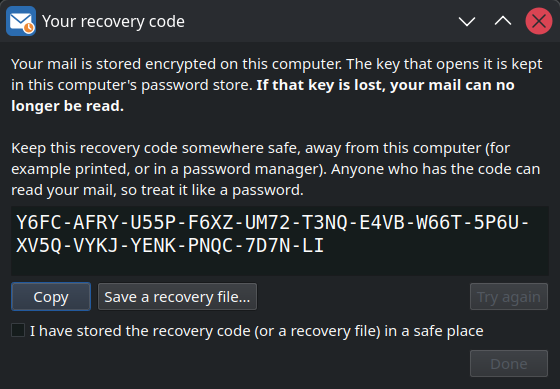 Your recovery code
Your mail is stored encrypted on this computer. The key that opens it is kept
in this computer's password store. If that key is lost, your mail can no
longer be read.
Keep this recovery code somewhere safe, away from this computer (for
example printed, or in a password manager). Anyone who has the code can
read your mail, so treat it like a password.
Y6FC-AFRY-U55P-F6XZ-UM72-T3NQ-E4VB-W66T-5P6U-
XV5Q-VYKJ-YENK-PNQC-7D7N-LI
Copy
Save a recovery file...
Try again
I have stored the recovery code (or a recovery file) in a safe place
Done